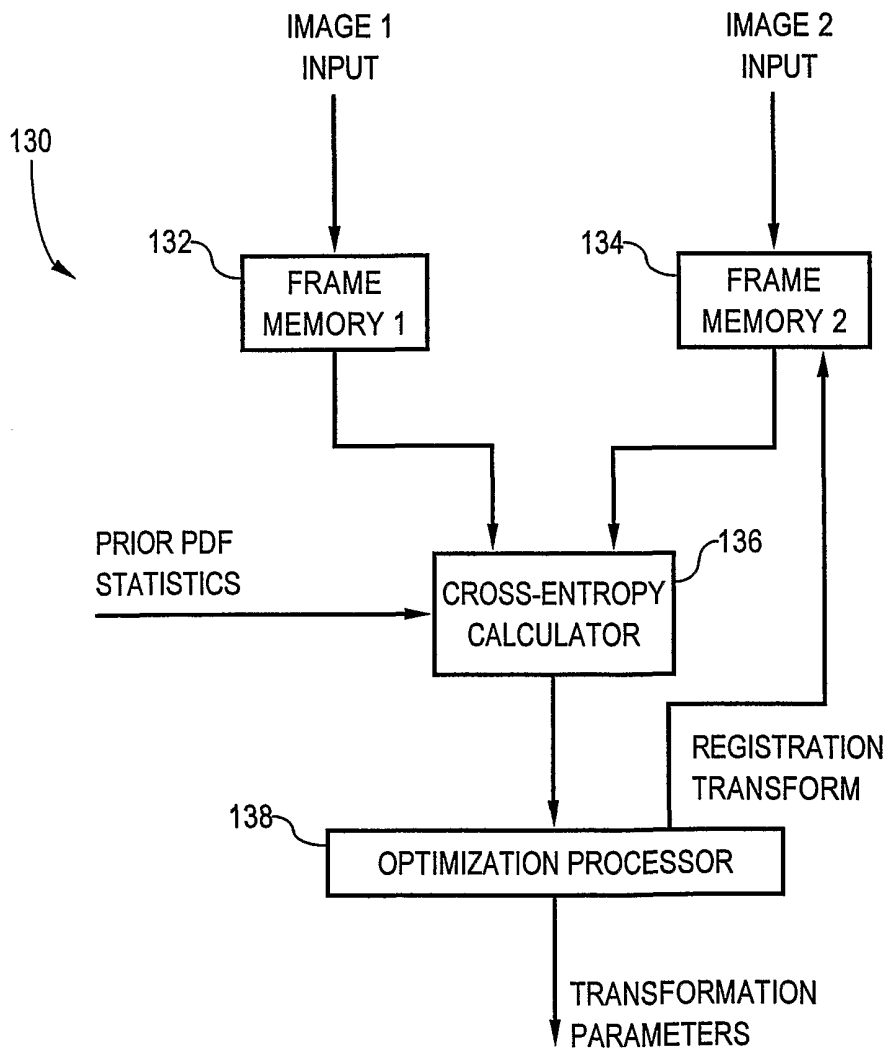 IMAGE 1
INPUT
IMAGE 2
INPUT
130
132
FRAME
MEMORY 1
134
FRAME
MEMORY 2
PRIOR PDF
STATISTICS
136
CROSS-ENTROPY
CALCULATOR
REGISTRATION
TRANSFORM
138
OPTIMIZATION PROCESSOR
TRANSFORMATION
PARAMETERS